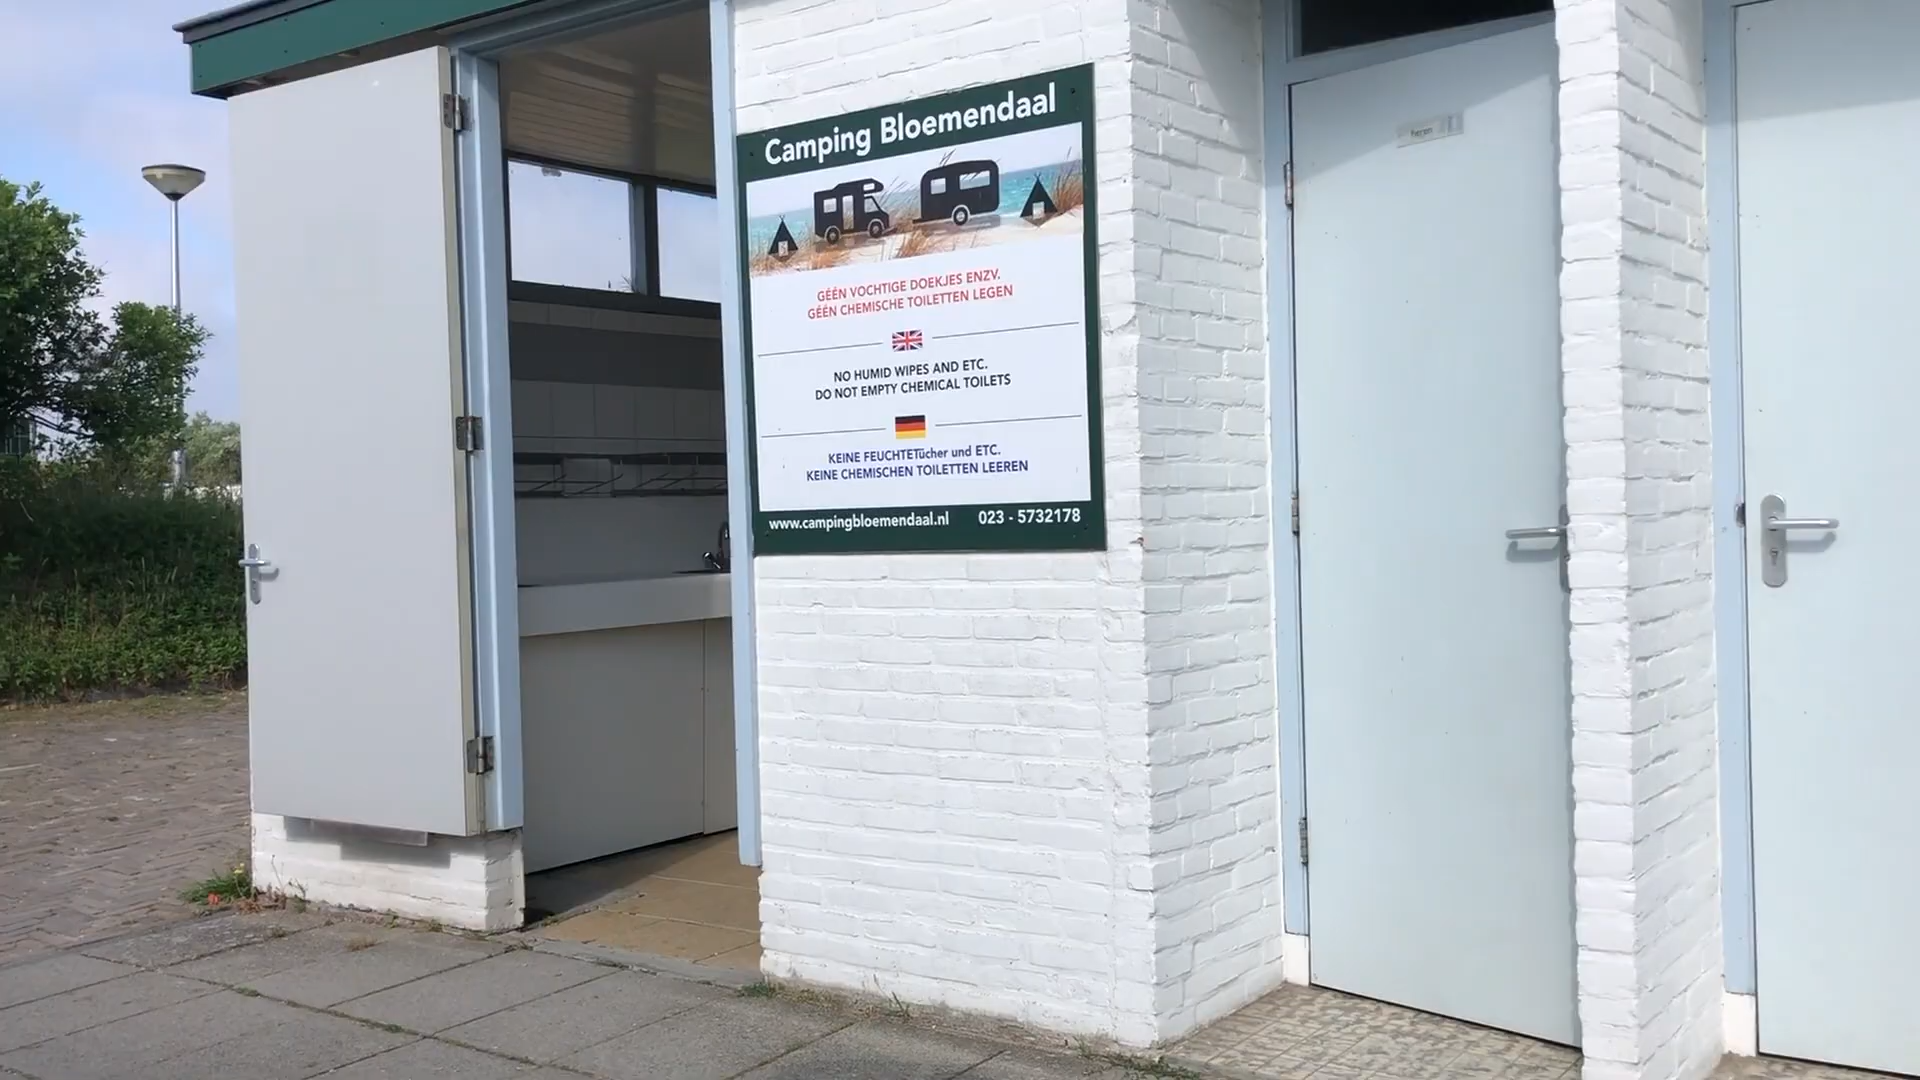 Camping Bloemendaal
GÉÉN VOCHTIGE DOEKJES ENZV.
GÉÉN CHEMISCHE TOILETTEN LEGEN
NO HUMID WIPES AND ETC.
DO NOT EMPTY CHEMICAL TOILETS
KEINE FEUCHTETücher und ETC.
KEINE CHEMISCHEN TOILETTEN LEEREN
www.campingbloemendaal.nl 023 - 5732178
heren